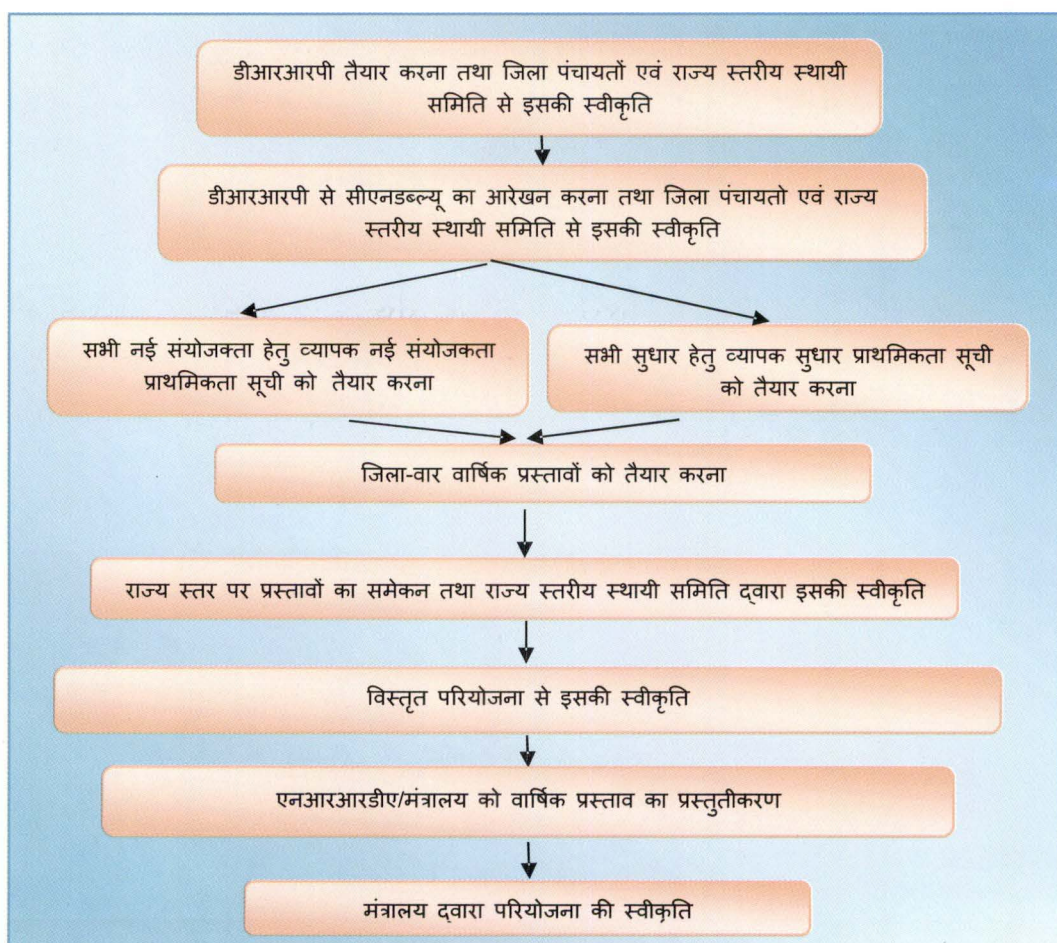 डीआरआरपी तैयार करना तथा जिला पंचायतों एवं राज्य स्तरीय स्थायी
समिति से इसकी स्वीकृति
डीआरआरपी से सीएनडब्ल्यू का आरेखन करना तथा जिला पंचायतो एवं राज्य
स्तरीय स्थायी समिति से इसकी स्वीकृति
सभी नई संयोजक्ता हेतु व्यापक नई संयोजकता
प्राथमिकता सूची को तैयार करना
सभी सुधार हेतु व्यापक सुधार प्राथमिकता सूची
को तैयार करना
जिला-वार वार्षिक प्रस्तावों को तैयार करना
राज्य स्तर पर प्रस्तावों का समेकन तथा राज्य स्तरीय स्थायी समिति द्वारा इसकी स्वीकृति
विस्तृत परियोजना से इसकी स्वीकृति
एनआरआरडीए/मंत्रालय को वार्षिक प्रस्ताव का प्रस्तुतीकरण
मंत्रालय द्वारा परियोजना की स्वीकृति